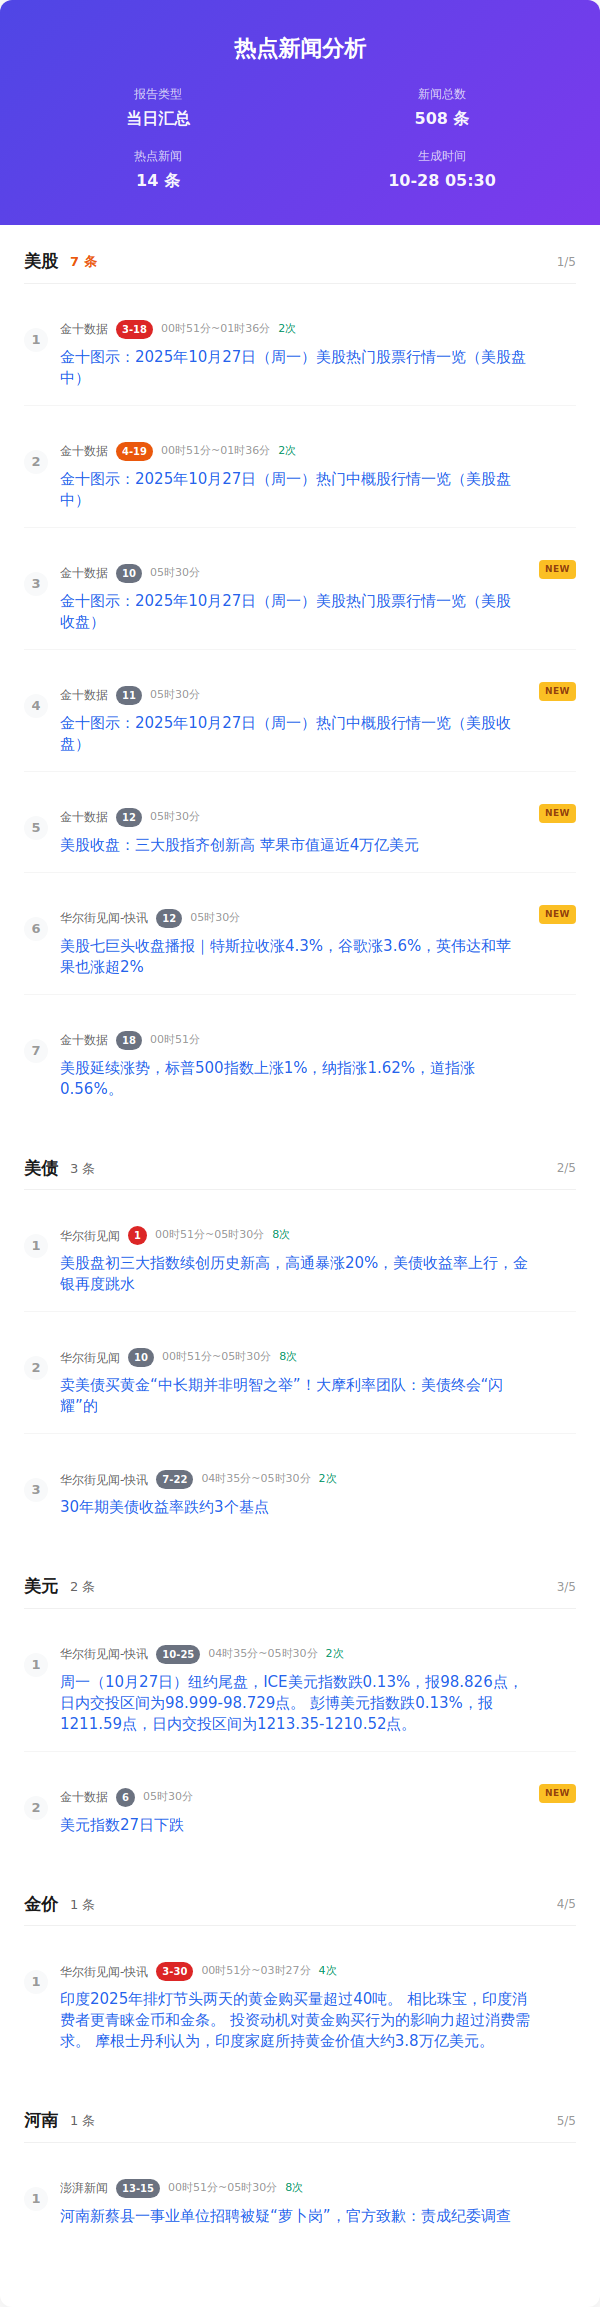 热点新闻分析
报告类型
当日汇总
新闻总数
508 条
热点新闻
14 条
生成时间
10-28 05:30
美股 7 条 1/5
1
金十数据 3-18 00时51分~01时36分 2次
金十图示：2025年10月27日（周一）美股热门股票行情一览（美股盘
中）
2
金十数据 4-19 00时51分~01时36分 2次
金十图示：2025年10月27日（周一）热门中概股行情一览（美股盘
中）
3
金十数据 10 05时30分 NEW
金十图示：2025年10月27日（周一）美股热门股票行情一览（美股
收盘）
4
金十数据 11 05时30分 NEW
金十图示：2025年10月27日（周一）热门中概股行情一览（美股收
盘）
5
金十数据 12 05时30分 NEW
美股收盘：三大股指齐创新高 苹果市值逼近4万亿美元
6
华尔街见闻-快讯 12 05时30分 NEW
美股七巨头收盘播报｜特斯拉收涨4.3%，谷歌涨3.6%，英伟达和苹
果也涨超2%
7
金十数据 18 00时51分
美股延续涨势，标普500指数上涨1%，纳指涨1.62%，道指涨
0.56%。
美债 3 条 2/5
1
华尔街见闻 1 00时51分~05时30分 8次
美股盘初三大指数续创历史新高，高通暴涨20%，美债收益率上行，金
银再度跳水
2
华尔街见闻 10 00时51分~05时30分 8次
卖美债买黄金“中长期并非明智之举”！大摩利率团队：美债终会“闪
耀”的
3
华尔街见闻-快讯 7-22 04时35分~05时30分 2次
30年期美债收益率跌约3个基点
美元 2 条 3/5
1
华尔街见闻-快讯 10-25 04时35分~05时30分 2次
周一（10月27日）纽约尾盘，ICE美元指数跌0.13%，报98.826点，
日内交投区间为98.999-98.729点。 彭博美元指数跌0.13%，报
1211.59点，日内交投区间为1213.35-1210.52点。
2
金十数据 6 05时30分 NEW
美元指数27日下跌
金价 1 条 4/5
1
华尔街见闻-快讯 3-30 00时51分~03时27分 4次
印度2025年排灯节头两天的黄金购买量超过40吨。 相比珠宝，印度消
费者更青睐金币和金条。 投资动机对黄金购买行为的影响力超过消费需
求。 摩根士丹利认为，印度家庭所持黄金价值大约3.8万亿美元。
河南 1 条 5/5
1
澎湃新闻 13-15 00时51分~05时30分 8次
河南新蔡县一事业单位招聘被疑“萝卜岗”，官方致歉：责成纪委调查